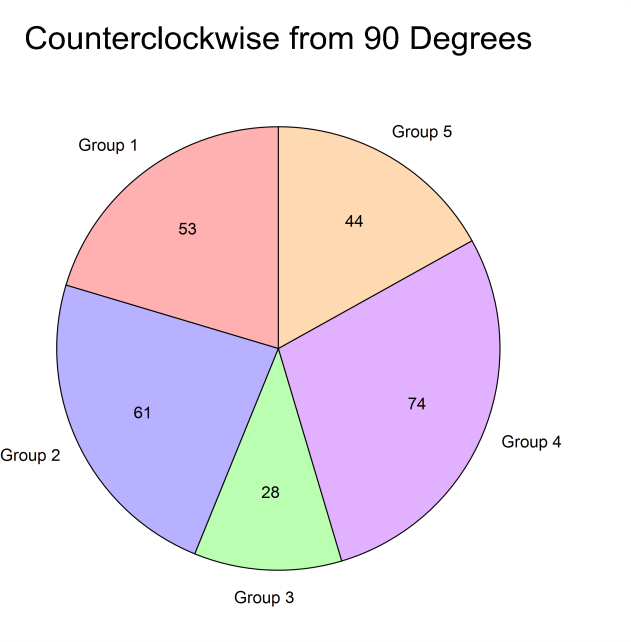 Counterclockwise from 90 Degrees
Group 5
Group 1
44
53
74
61
Group 4
Group 2
28
Group 3